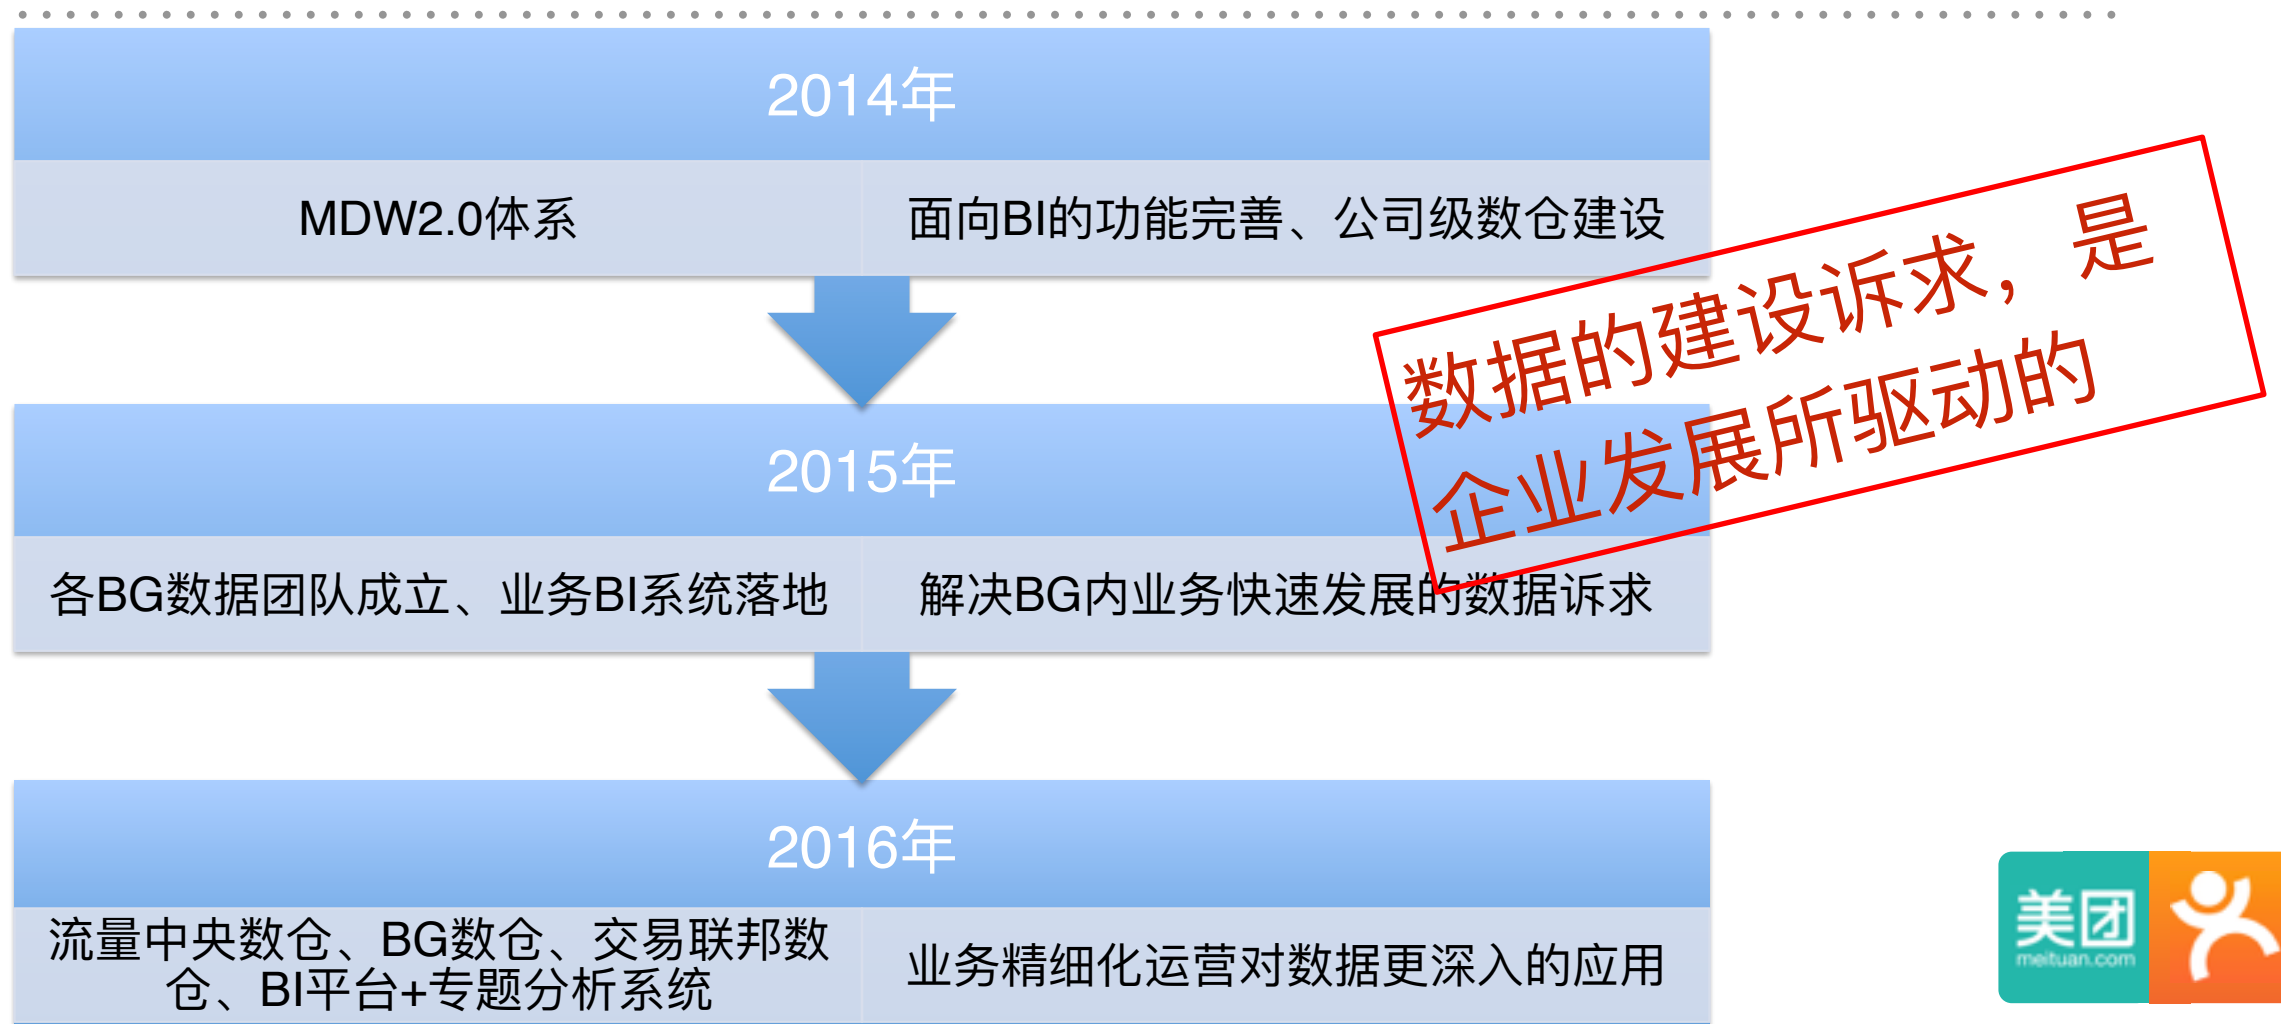 2014年
MDW2.0体系
面向BI的功能完善、公司级数仓建设
数据的建设诉求，是
企业发展所驱动的
2015年
各BG数据团队成立、业务BI系统落地
解决BG内业务快速发展的数据诉求
2016年
流量中央数仓、BG数仓、交易联邦数
仓、BI平台+专题分析系统
业务精细化运营对数据更深入的应用
美团
meituan.com